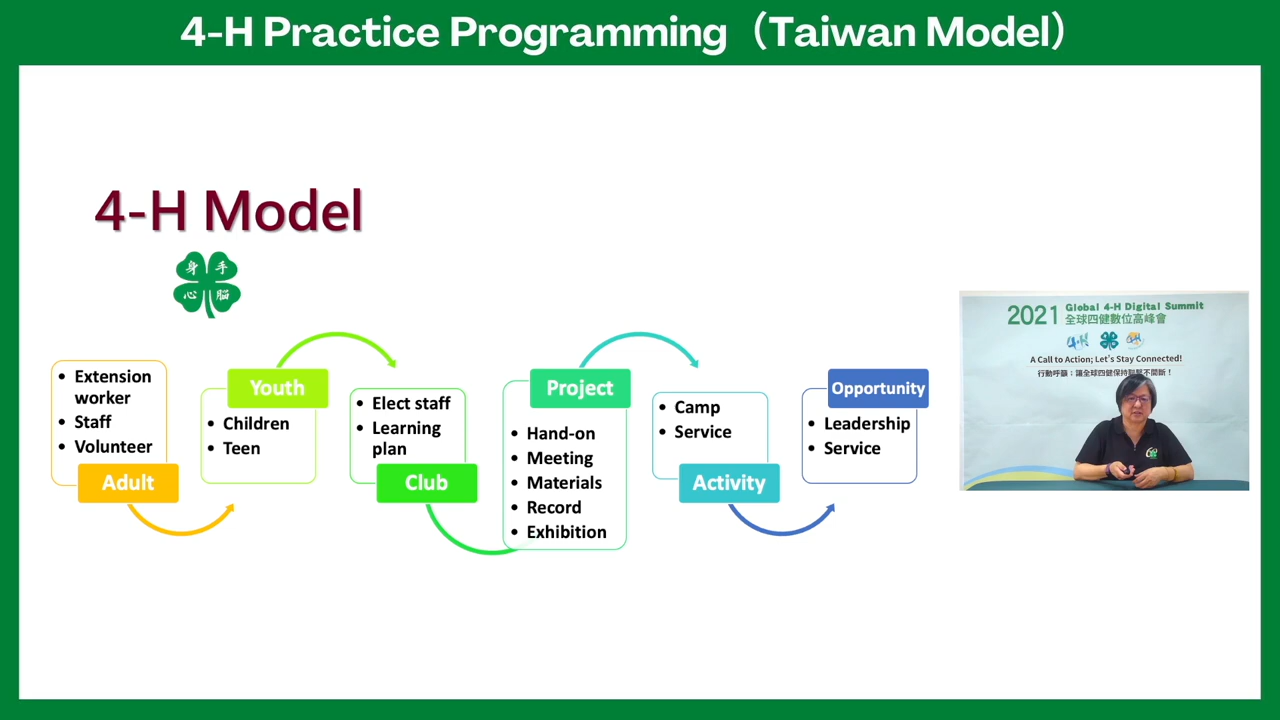 4-H Practice Programming（Taiwan Model）
4-H Model
身 手
心 腦
• Extension
worker
• Staff
• Volunteer
Adult
Youth
• Children
• Teen
• Elect staff
• Learning
plan
Club
Project
• Hand-on
• Meeting
• Materials
• Record
• Exhibition
• Camp
• Service
Activity
Opportunity
• Leadership
• Service
2021 Global 4-H Digital Summit
全球四健數位高峰會
A Call to Action; Let's Stay Connected!
行動呼籲；讓全球四健保持聯繫不間斷！